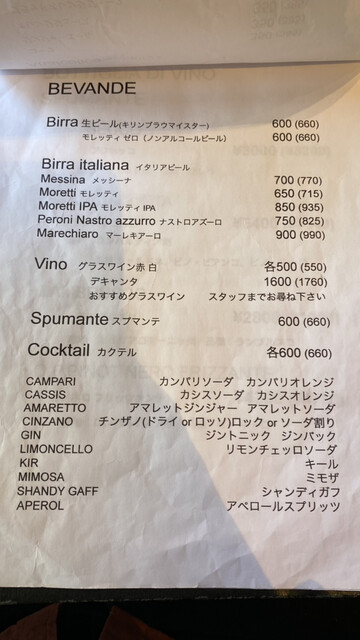 BEVANDE
Birra 生ビール(キリンブラウマイスター) 600 (660)
モレッティ ゼロ (ノンアルコールビール) 600 (660)
Birra italiana イタリアビール
Messina メッシーナ 700 (770)
Moretti モレッティ 650 (715)
Moretti IPA モレッティ IPA 850 (935)
Peroni Nastro azzurro ナストロアズーロ 750 (825)
Marechiaro マーレキアーロ 900 (990)
Vino グラスワイン赤 白 各500 (550)
デキャンタ 1600 (1760)
おすすめグラスワイン スタッフまでお尋ね下さい
Spumante スプマンテ 600 (660)
Cocktail カクテル 各600 (660)
CAMPARI カンパリソーダ カンパリオレンジ
CASSIS カシスソーダ カシスオレンジ
AMARETTO アマレットジンジャー アマレットソーダ
CINZANO チンザノ(ドライ or ロッソ)ロック or ソーダ割り
GIN ジントニック ジンバック
LIMONCELLO リモンチェッロソーダ
KIR キール
MIMOSA ミモザ
SHANDY GAFF シャンディガフ
APEROL アペロールスプリッツ